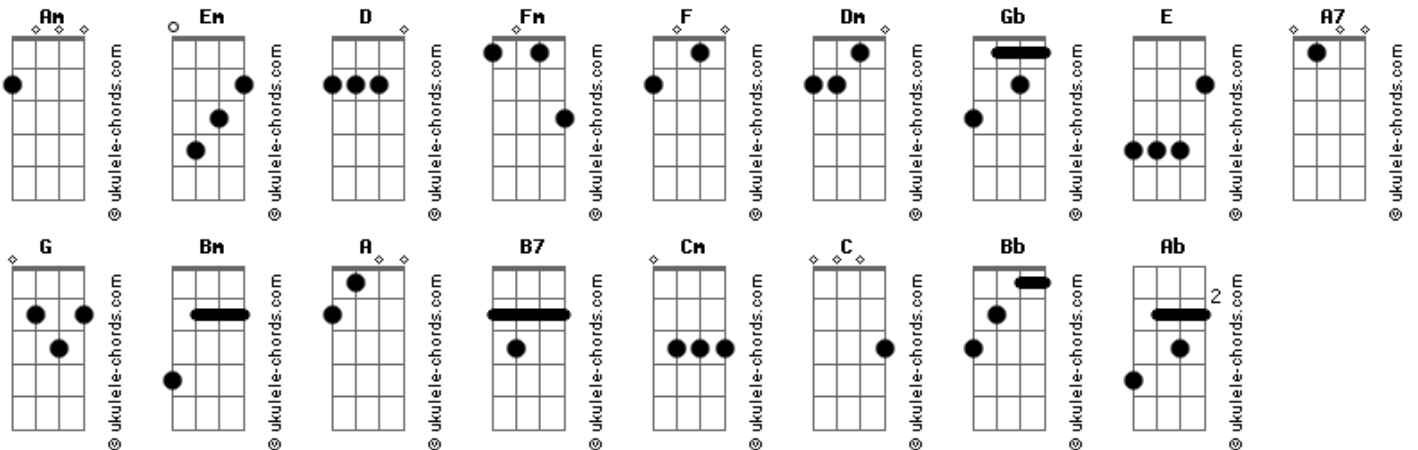 Am Em D Fm F Dm Gb E A7
© ukulele-chords.com © ukulele-chords.com © ukulele-chords.com © ukulele-chords.com © ukulele-chords.com © ukulele-chords.com © ukulele-chords.com © ukulele-chords.com © ukulele-chords.com
G Bm A B7 Cm C Bb Ab
2
© ukulele-chords.com © ukulele-chords.com © ukulele-chords.com © ukulele-chords.com © ukulele-chords.com © ukulele-chords.com © ukulele-chords.com © ukulele-chords.com